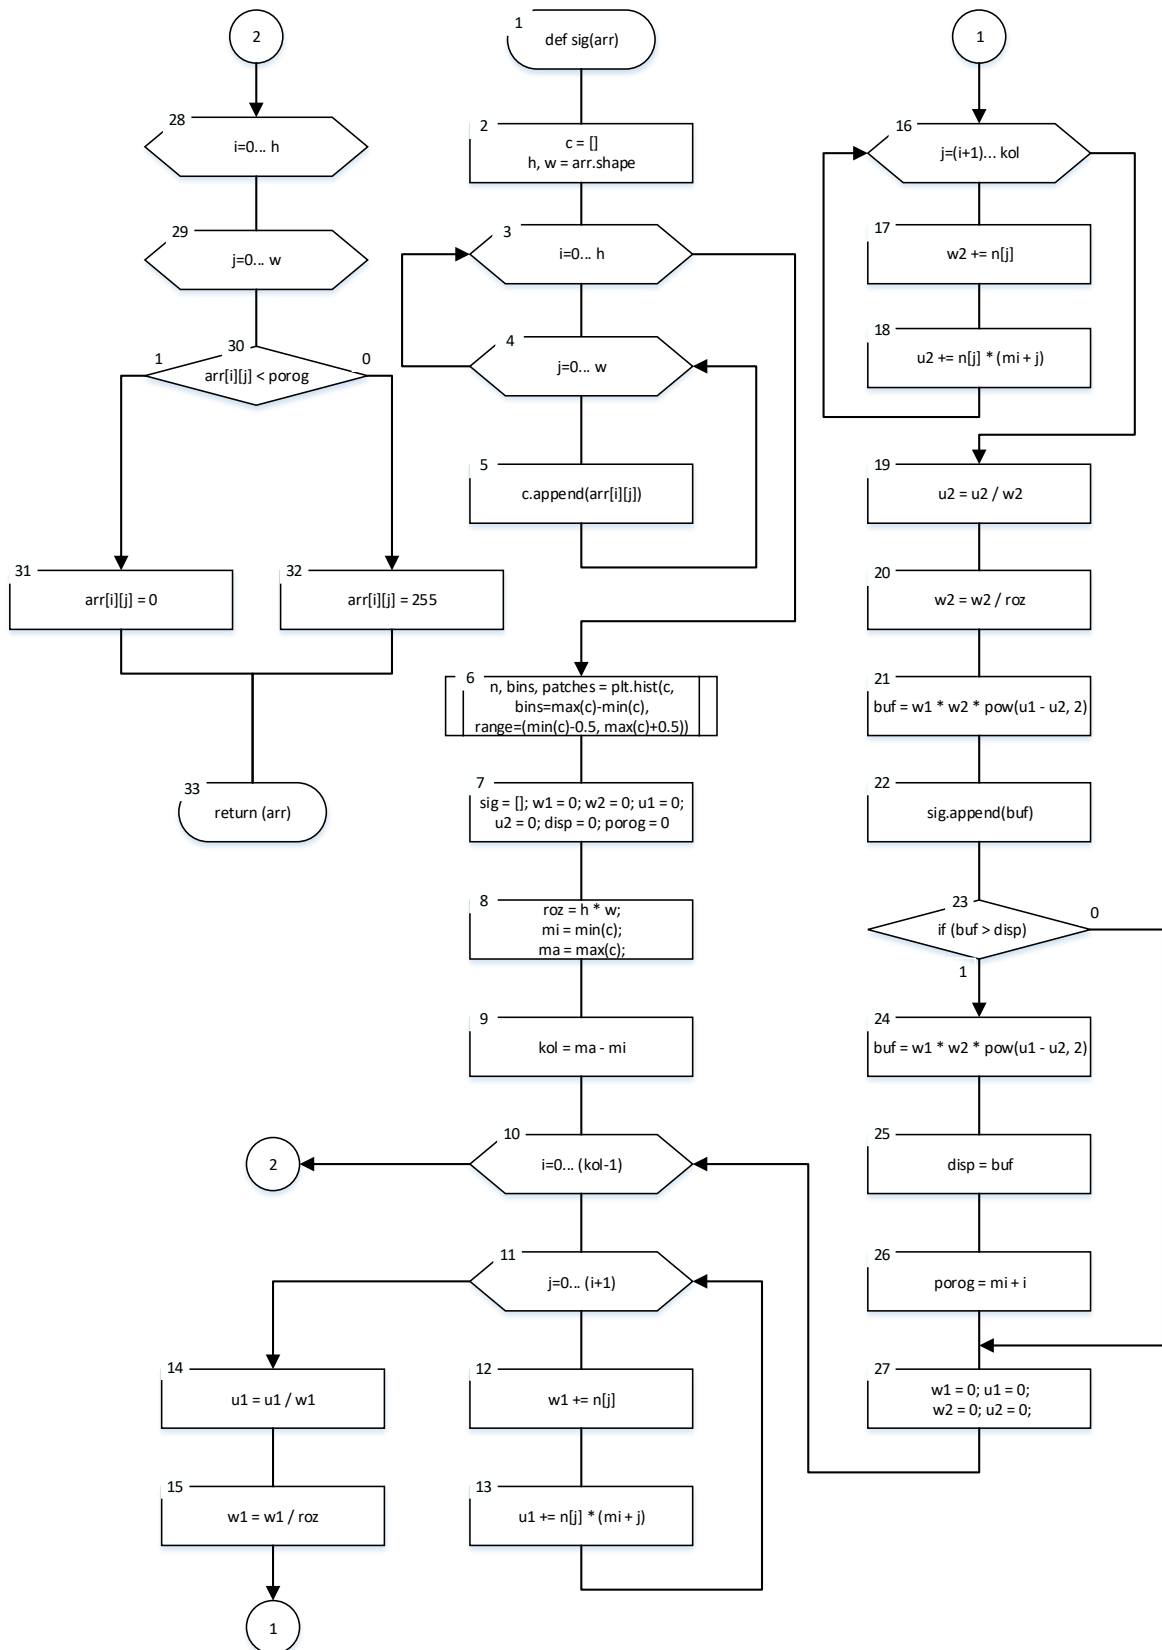 2
28
i=0... h
29
j=0... w
30
1
0
arr[i][j] < porog
31
arr[i][j] = 0
32
arr[i][j] = 255
33
return (arr)
1
def sig(arr)
2
c = []
h, w = arr.shape
3
i=0... h
4
j=0... w
5
c.append(arr[i][j])
6
n, bins, patches = plt.hist(c,
bins=max(c)-min(c),
range=(min(c)-0.5, max(c)+0.5))
7
sig = []; w1 = 0; w2 = 0; u1 = 0;
u2 = 0; disp = 0; porog = 0
8
roz = h * w;
mi = min(c);
ma = max(c);
9
kol = ma - mi
10
i=0... (kol-1)
2
11
j=0... (i+1)
12
w1 += n[j]
13
u1 += n[j] * (mi + j)
14
u1 = u1 / w1
15
w1 = w1 / roz
1
1
16
j=(i+1)... kol
17
w2 += n[j]
18
u2 += n[j] * (mi + j)
19
u2 = u2 / w2
20
w2 = w2 / roz
21
buf = w1 * w2 * pow(u1 - u2, 2)
22
sig.append(buf)
23
0
if (buf > disp)
1
24
buf = w1 * w2 * pow(u1 - u2, 2)
25
disp = buf
26
porog = mi + i
27
w1 = 0; u1 = 0;
w2 = 0; u2 = 0;